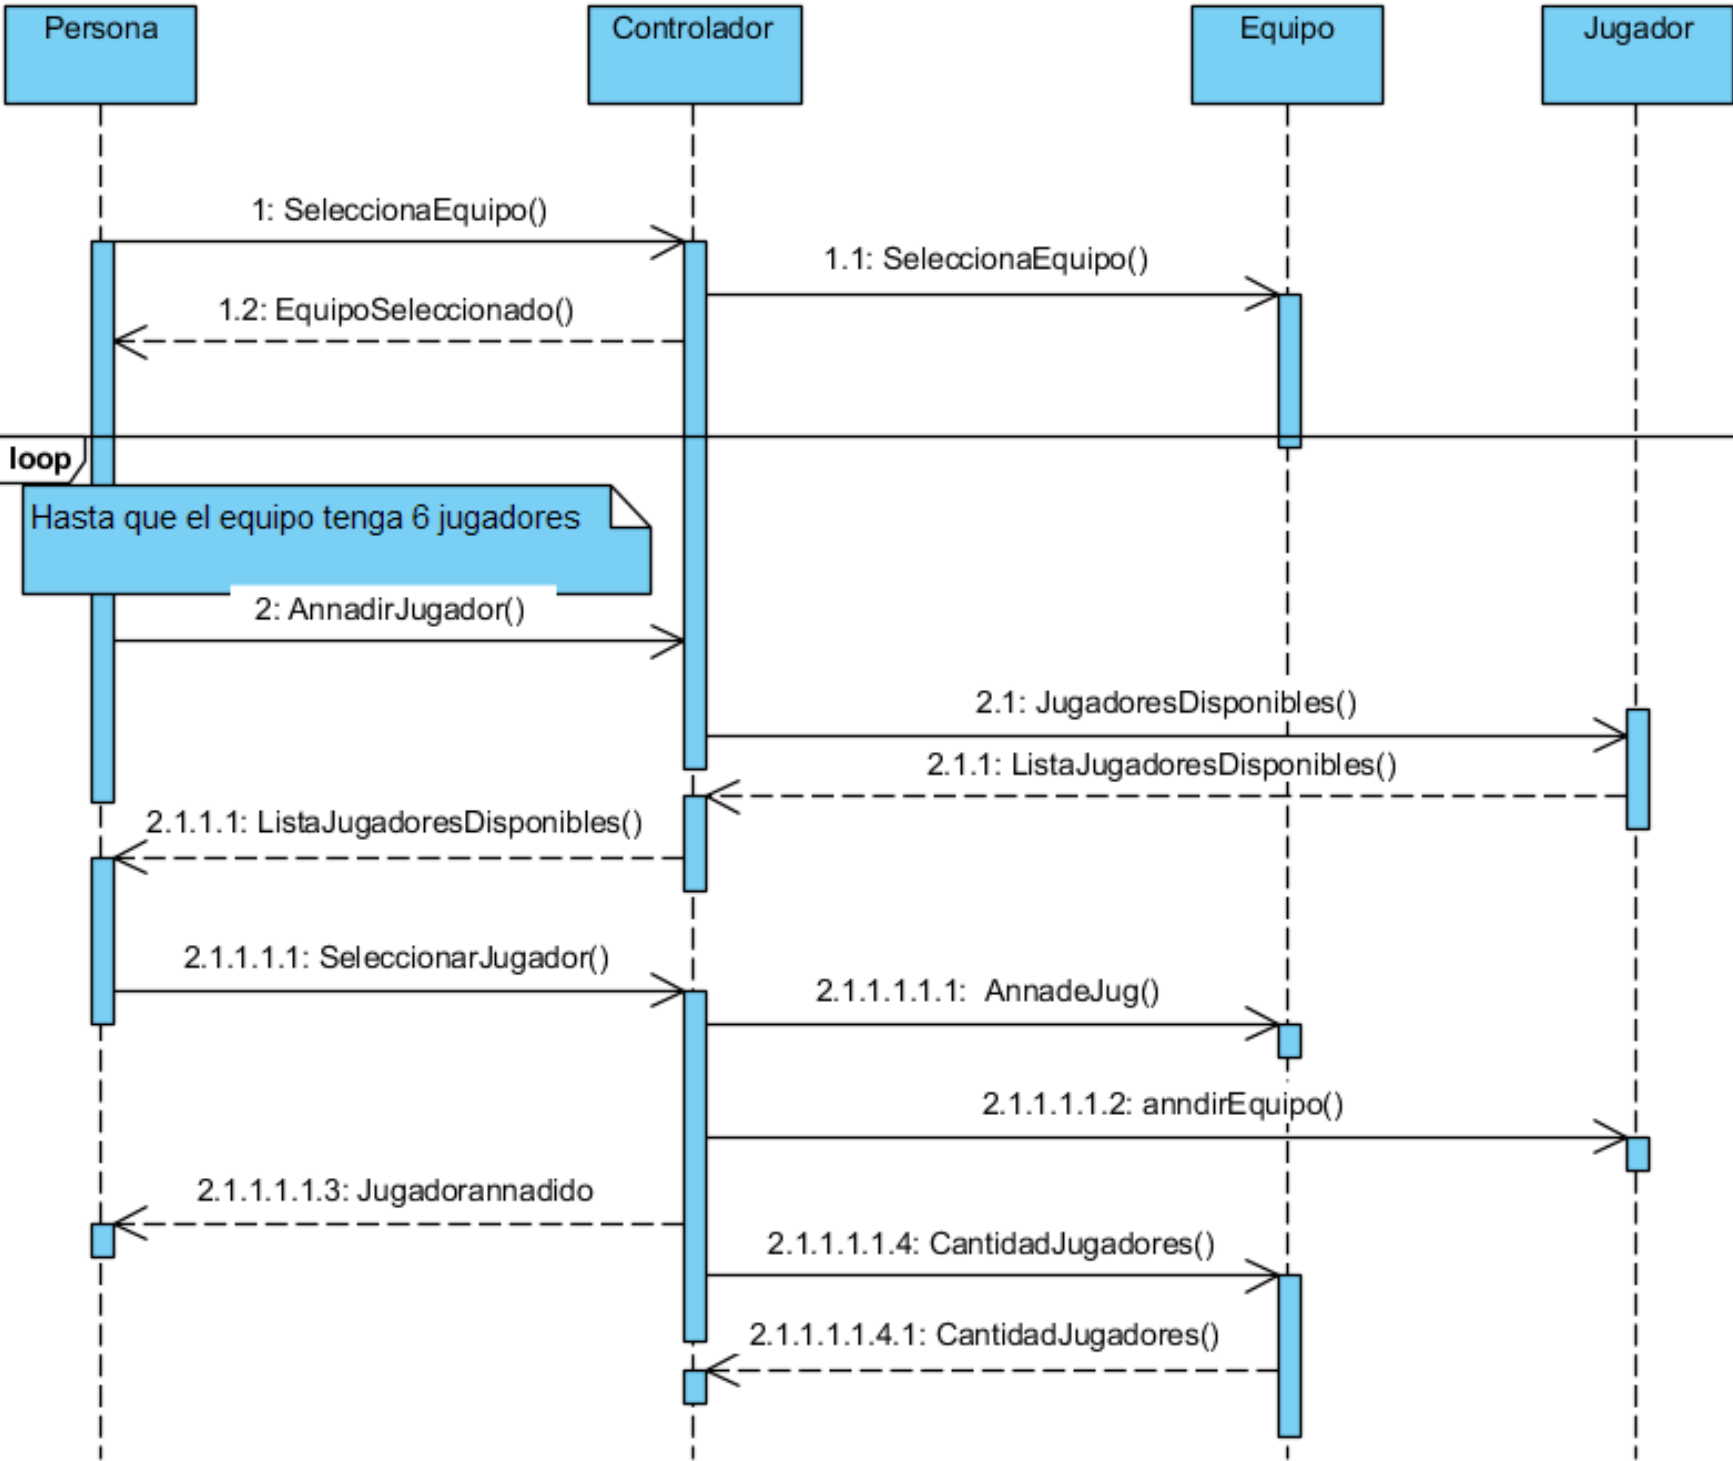 Persona
Controlador
Equipo
Jugador
1: SeleccionaEquipo()
1.1: SeleccionaEquipo()
1.2: EquipoSeleccionado()
loop
Hasta que el equipo tenga 6 jugadores
2: AnnadirJugador()
2.1: JugadoresDisponibles()
2.1.1: ListaJugadoresDisponibles()
2.1.1.1: ListaJugadoresDisponibles()
2.1.1.1.1: SeleccionarJugador()
2.1.1.1.1.1: AnnadeJug()
2.1.1.1.1.2: anndirEquipo()
2.1.1.1.1.3: Jugadorannadido
2.1.1.1.1.4: CantidadJugadores()
2.1.1.1.1.4.1: CantidadJugadores()